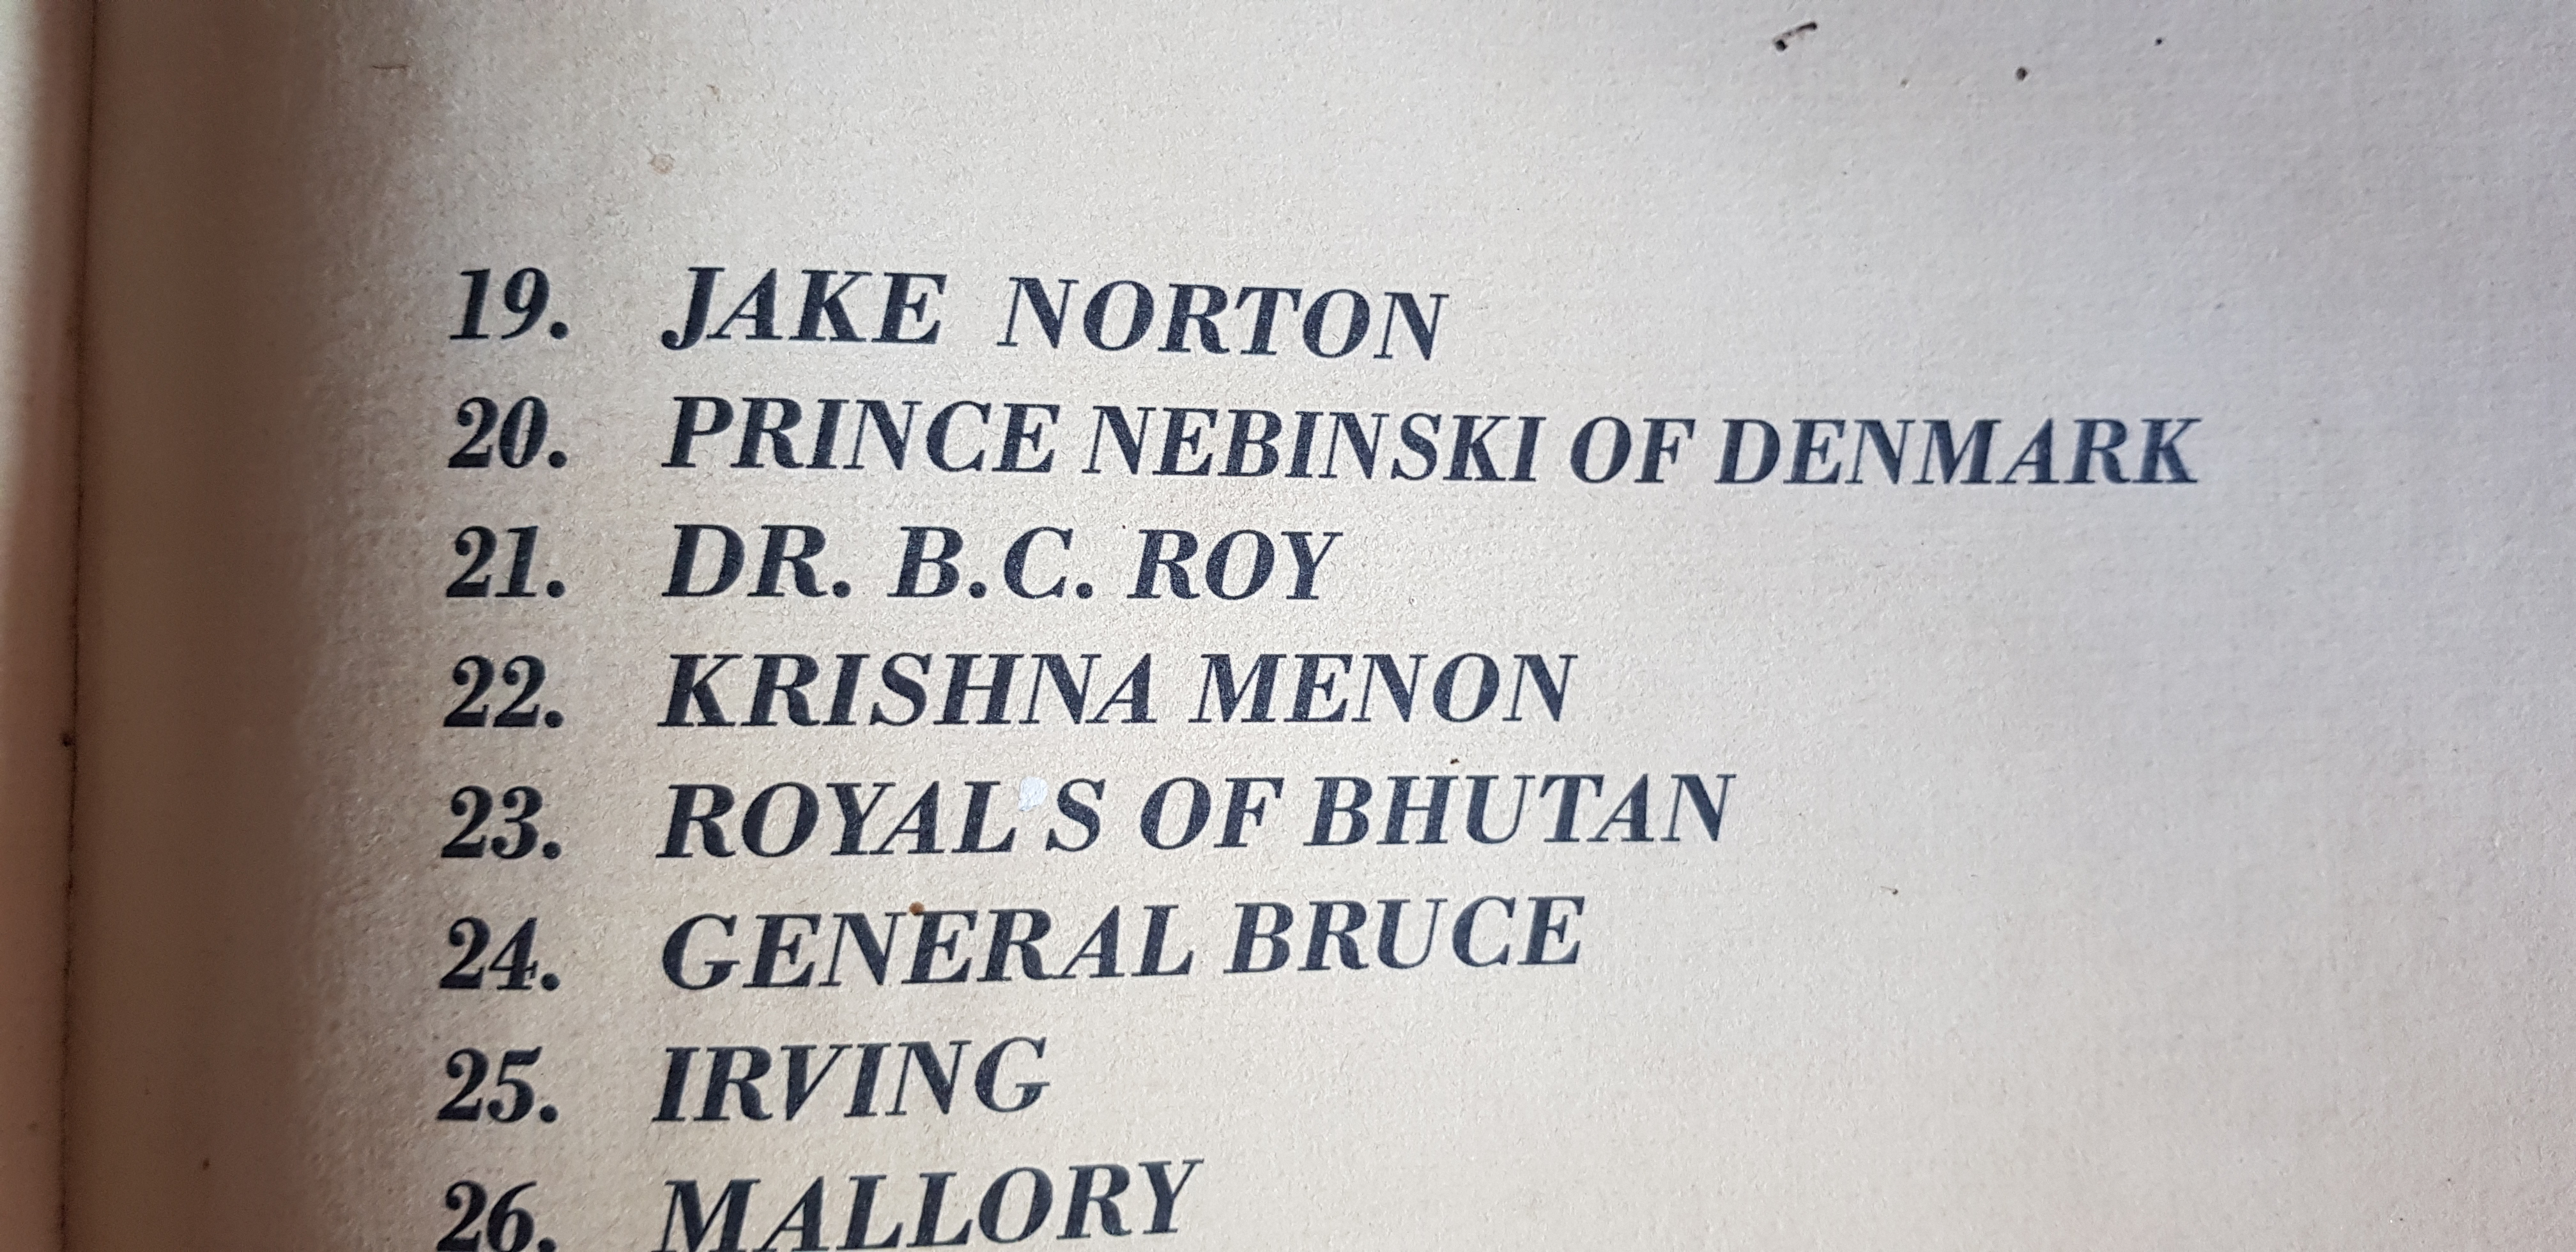 19. JAKE NORTON
20. PRINCE NEBINSKI OF DENMARK
21. DR. B.C. ROY
22. KRISHNA MENON
23. ROYAL S OF BHUTAN
24. GENERAL BRUCE
25. IRVING
26. MALLORY